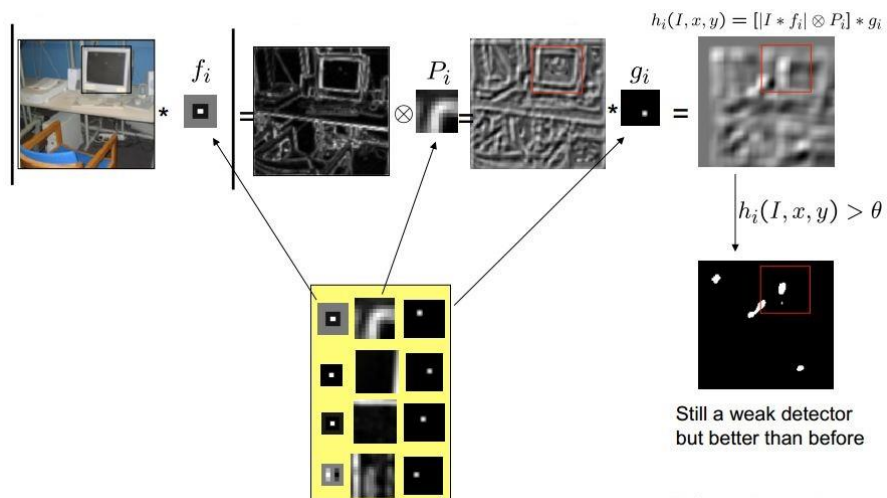 h_i(I, x, y) = [|I * f_i| ⊗ P_i] * g_i
| * f_i | = ⊗ P_i = * g_i =
h_i(I, x, y) > θ
Still a weak detector
but better than before